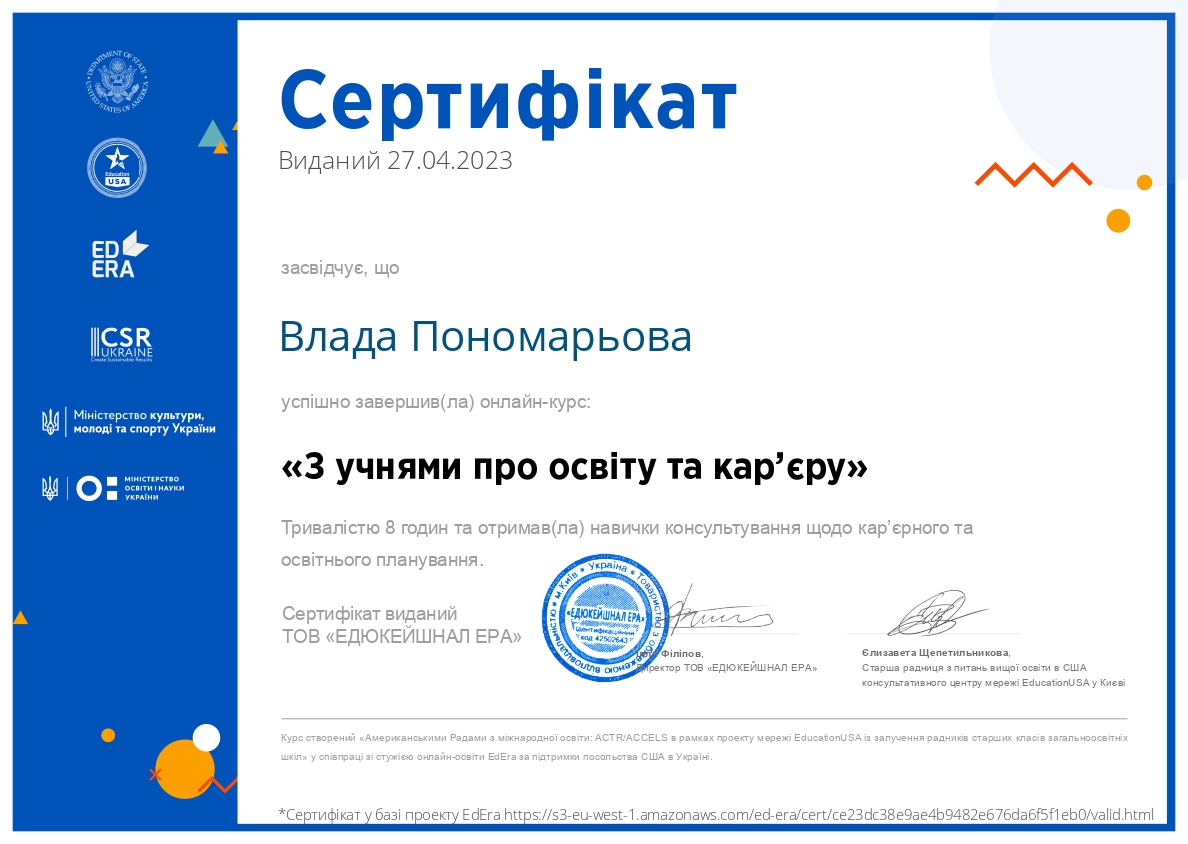 DEPARTMENT OF STATE
UNITED STATES OF AMERICA
Education
USA
ED
ERA
CSR
UKRAINE
Create Sustainable Results
Міністерство культури,
молоді та спорту України
МІНІСТЕРСТВО
ОСВІТИ І НАУКИ
УКРАЇНИ
Сертифікат
Виданий 27.04.2023
засвідчує, що
Влада Пономарьова
успішно завершив(ла) онлайн-курс:
«З учнями про освіту та кар’єру»
Тривалістю 8 годин та отримав(ла) навички консультування щодо кар’єрного та
освітнього планування.
Сертифікат виданий
ТОВ «ЕДЮКЕЙШНАЛ ЕРА»
м.Київ * Україна * Товариство з обмеженою відповідальністю
«ЕДЮКЕЙШНАЛ ЕРА»
ідентифікаційний
код 42502643
Філіпов,
Директор ТОВ «ЕДЮКЕЙШНАЛ ЕРА»
Єлизавета Щепетильникова,
Старша радниця з питань вищої освіти в США
консультативного центру мережі EducationUSA у Києві
Курс створений «Американськими Радами з міжнародної освіти: ACTR/ACCELS в рамках проекту мережі EducationUSA із залучення радників старших класів загальноосвітніх
шкіл» у співпраці зі стужією онлайн-освіти EdEra за підтримки посольства США в Україні.
*Сертифікат у базі проекту EdEra https://s3-eu-west-1.amazonaws.com/ed-era/cert/ce23dc38e9ae4b9482e676da6f5f1eb0/valid.html